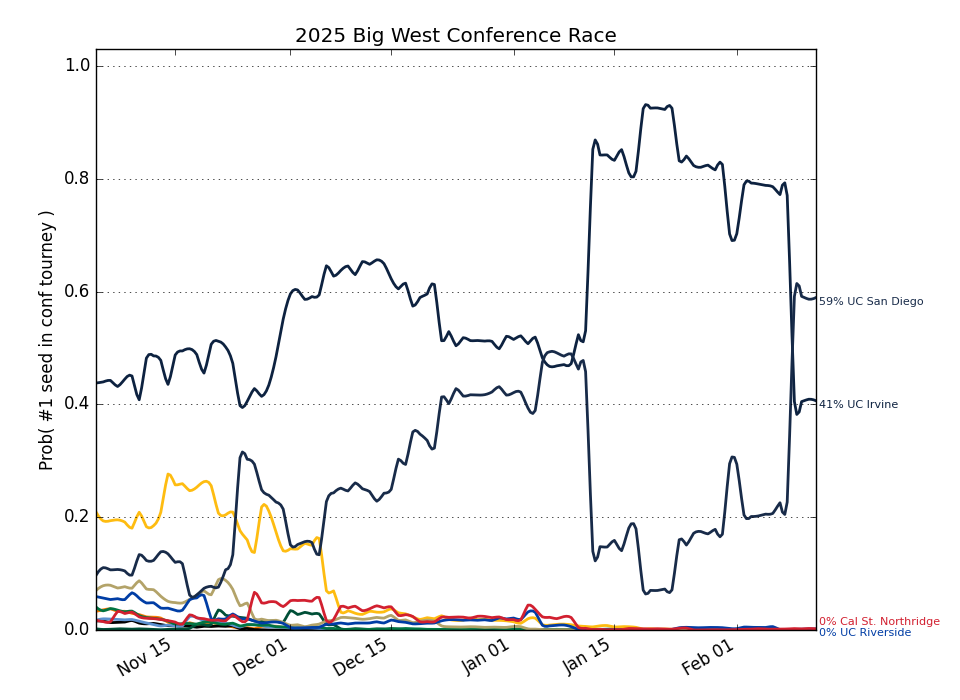 2025 Big West Conference Race
Prob( #1 seed in conf tourney )
1.0
0.8
0.6
0.4
0.2
0.0
Nov 15
Dec 01
Dec 15
Jan 01
Jan 15
Feb 01
59% UC San Diego
41% UC Irvine
0% Cal St. Northridge
0% UC Riverside